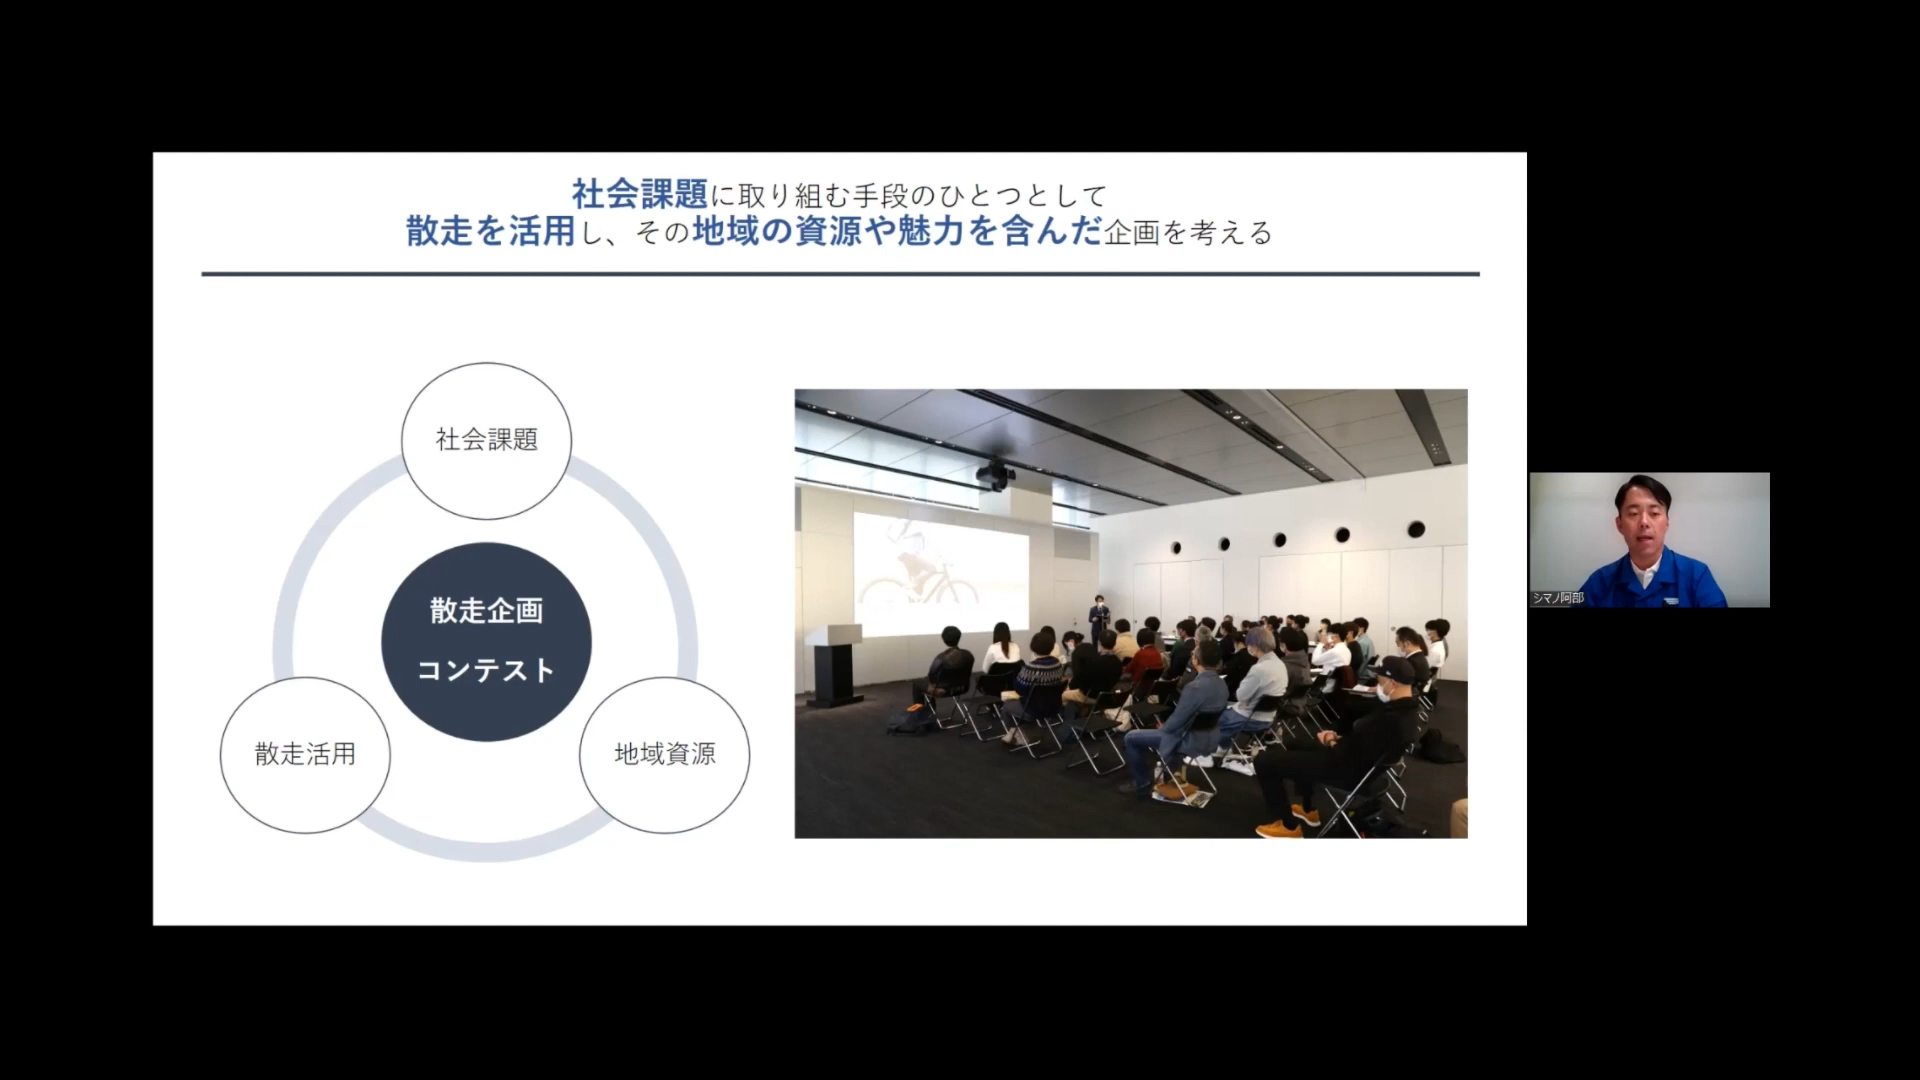 社会課題に取り組む手段のひとつとして
散走を活用し、その地域の資源や魅力を含んだ企画を考える
社会課題
散走企画
コンテスト
散走活用
地域資源
シマノ阿部